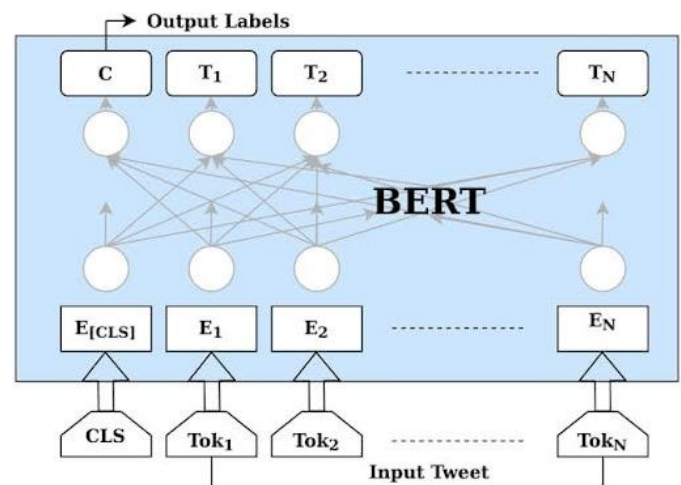 Output Labels
C T1 T2 TN
BERT
E[CLS] E1 E2 EN
CLS Tok1 Tok2 TokN
Input Tweet